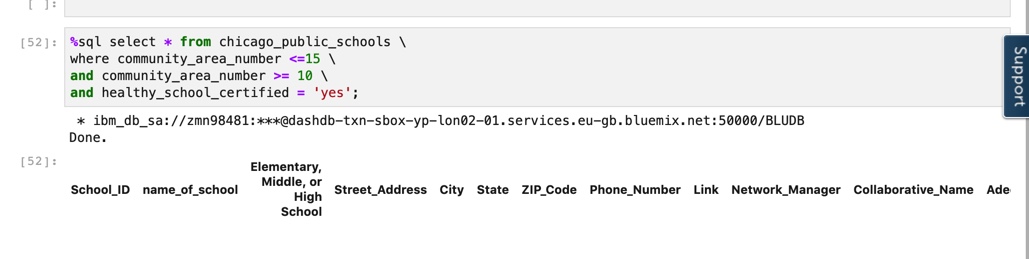 [ ]:
[52]: %sql select * from chicago_public_schools \
where community_area_number <=15 \
and community_area_number >= 10 \
and healthy_school_certified = 'yes';
* ibm_db_sa://zmn98481:***@dashdb-txn-sbox-yp-lon02-01.services.eu-gb.bluemix.net:50000/BLUDB
Done.
[52]:
School_ID name_of_school Elementary, Middle, or High School Street_Address City State ZIP_Code Phone_Number Link Network_Manager Collaborative_Name Ade
Support